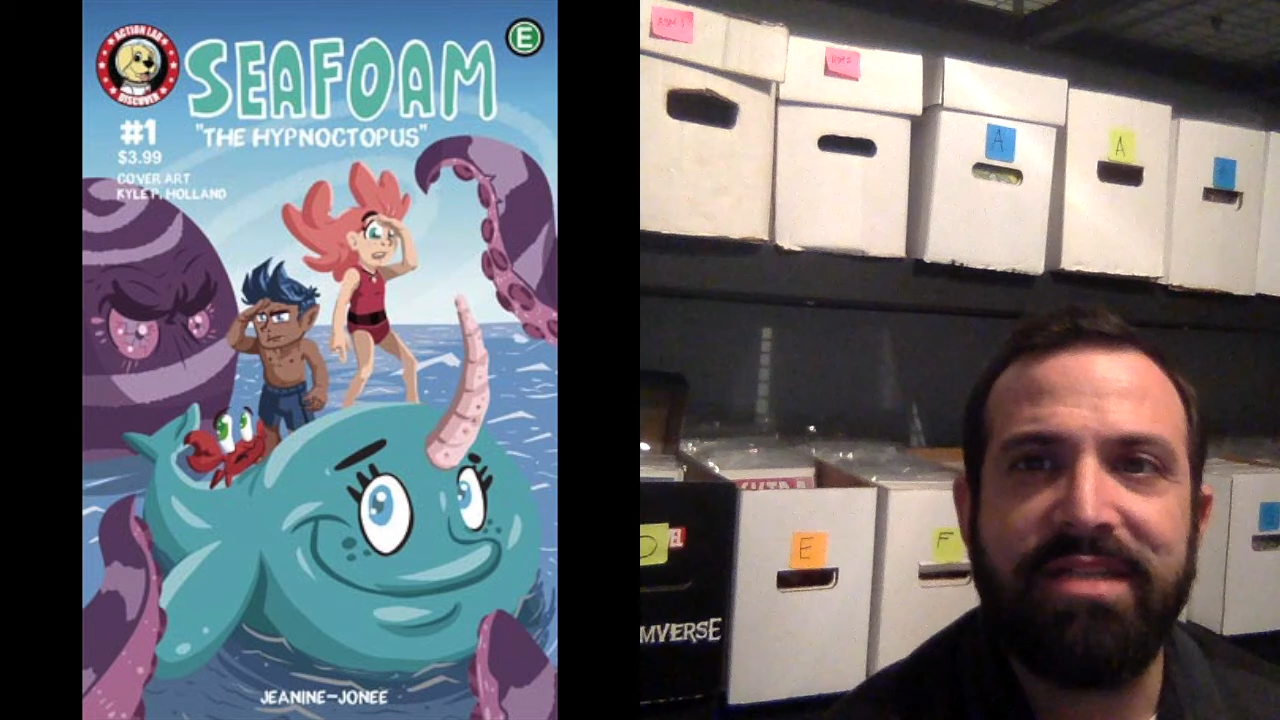 ACTION LAB
DISCOVER
SEAFOAM
E
#1
"THE HYPNOCTOPUS"
$3.99
COVER ART
KYLE P. HOLLAND
JEANINE-JONEE
A
A
E
F
D
MVERSE